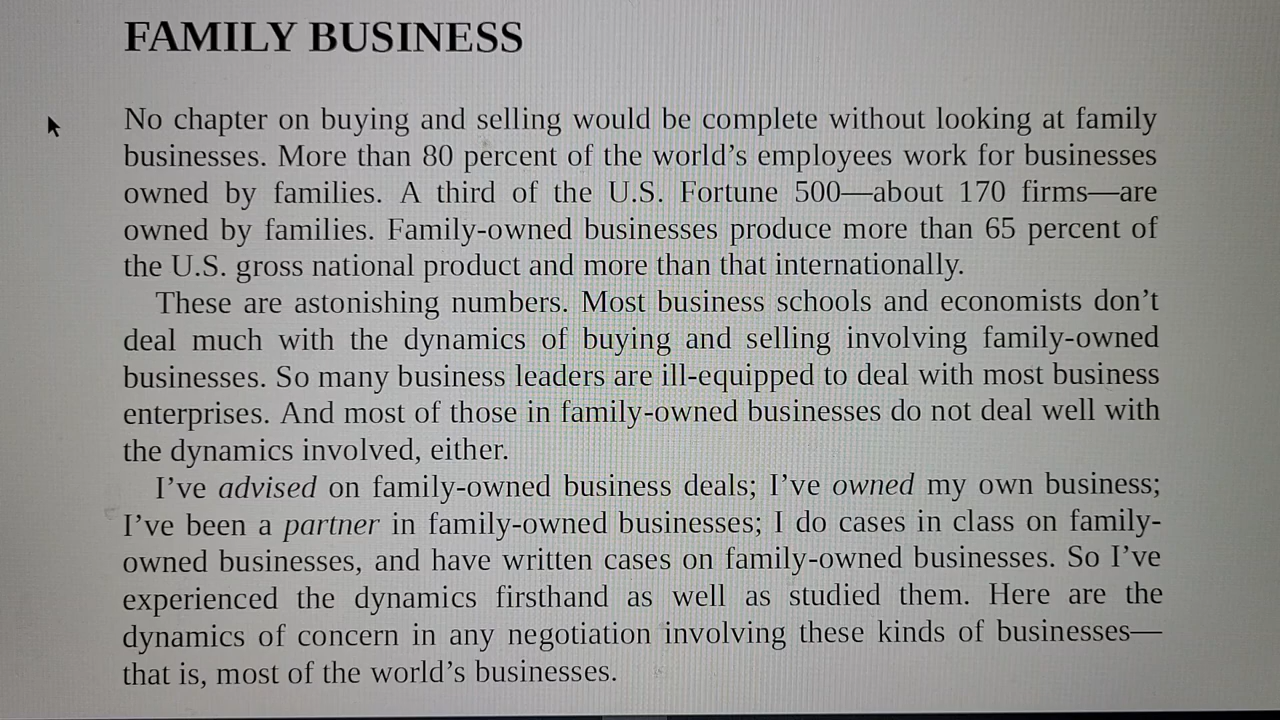 FAMILY BUSINESS
No chapter on buying and selling would be complete without looking at family
businesses. More than 80 percent of the world’s employees work for businesses
owned by families. A third of the U.S. Fortune 500—about 170 firms—are
owned by families. Family-owned businesses produce more than 65 percent of
the U.S. gross national product and more than that internationally.
These are astonishing numbers. Most business schools and economists don’t
deal much with the dynamics of buying and selling involving family-owned
businesses. So many business leaders are ill-equipped to deal with most business
enterprises. And most of those in family-owned businesses do not deal well with
the dynamics involved, either.
I’ve advised on family-owned business deals; I’ve owned my own business;
I’ve been a partner in family-owned businesses; I do cases in class on family-
owned businesses, and have written cases on family-owned businesses. So I’ve
experienced the dynamics firsthand as well as studied them. Here are the
dynamics of concern in any negotiation involving these kinds of businesses—
that is, most of the world’s businesses.